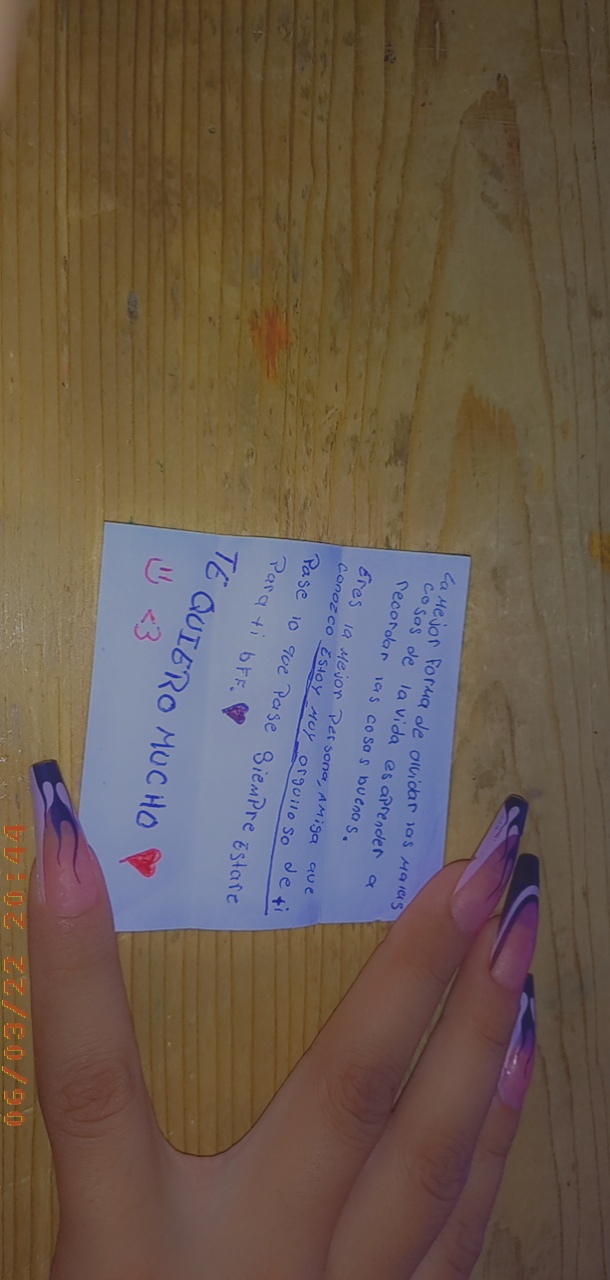 La mejor forma de olvidar las malas
cosas de la vida es aprender a
recordar las cosas buenas.
Eres la mejor persona, amiga que
conozco Estoy muy orgulloso de ti
Pase lo que pase siempre estare
Para ti bff. ♥
TE QUIERO MUCHO ♥
:) <3
06/03/22 20:44